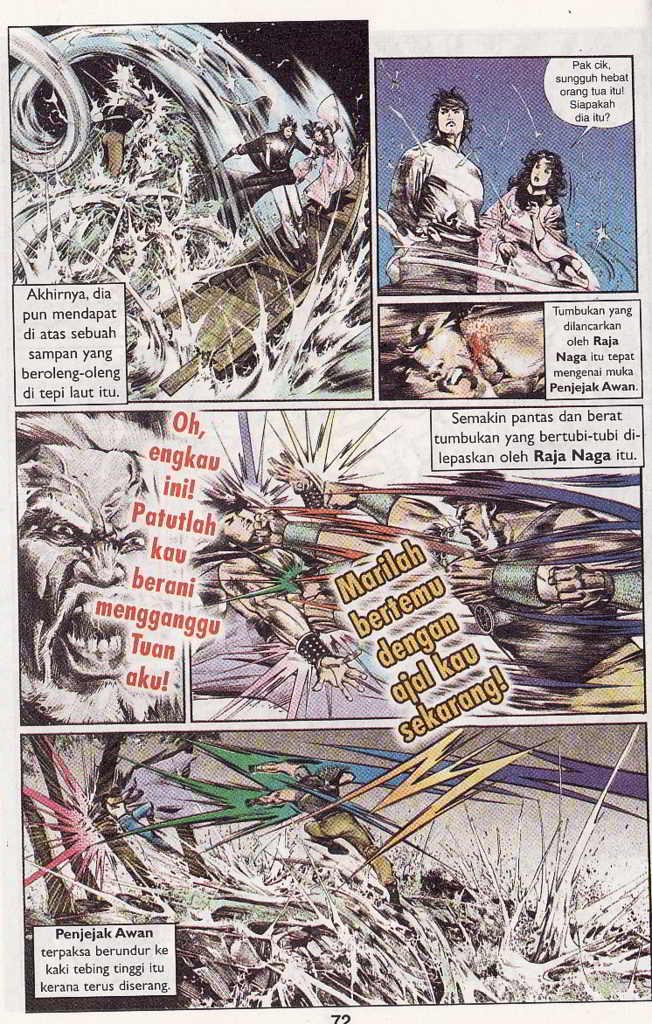 Akhirnya, dia
pun mendapat
di atas sebuah
sampan yang
beroleng-oleng
di tepi laut itu.
Pak cik,
sungguh hebat
orang tua itu!
Siapakah
dia itu?
Tumbukan yang
dilancarkan
oleh Raja
Naga itu tepat
mengenai muka
Penjejak Awan.
Oh,
engkau
ini!
Patutlah
kau
berani
mengganggu
Tuan
aku!
Semakin pantas dan berat
tumbukan yang bertubi-tubi di-
lepaskan oleh Raja Naga itu.
Marilah
bertemu
dengan
ajal kau
sekarang!
Penjejak Awan
terpaksa berundur ke
kaki tebing tinggi itu
kerana terus diserang.
72